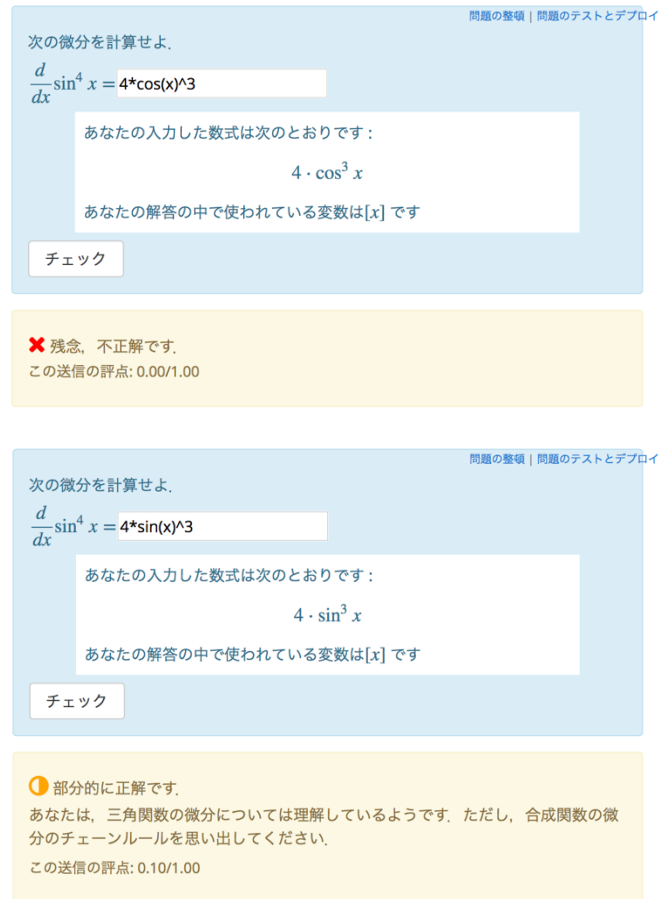 問題の整頓 | 問題のテストとデプロイ
次の微分を計算せよ.
d/dx sin⁴ x = 4*cos(x)^3
あなたの入力した数式は次のとおりです :
4 · cos³ x
あなたの解答の中で使われている変数は[x] です
チェック
残念, 不正解です.
この送信の評点: 0.00/1.00
問題の整頓 | 問題のテストとデプロイ
次の微分を計算せよ.
d/dx sin⁴ x = 4*sin(x)^3
あなたの入力した数式は次のとおりです :
4 · sin³ x
あなたの解答の中で使われている変数は[x] です
チェック
部分的に正解です.
あなたは, 三角関数の微分については理解しているようです. ただし, 合成関数の微
分のチェーンルールを思い出してください.
この送信の評点: 0.10/1.00